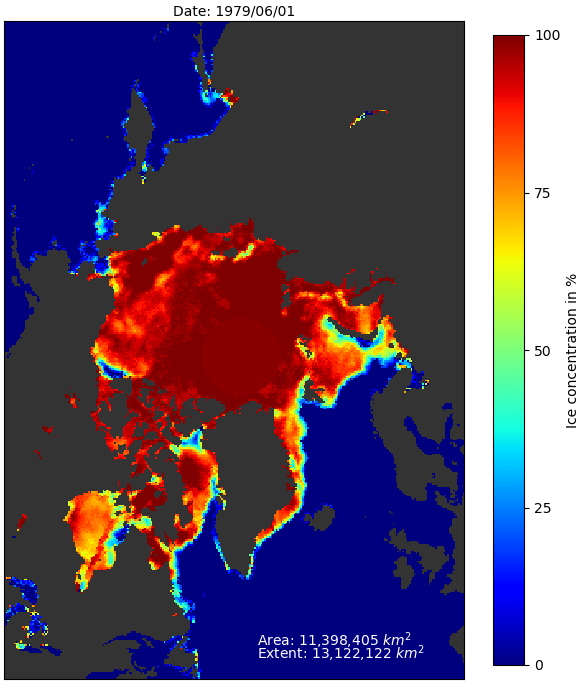 Date: 1979/06/01
100
75
50
25
0
Ice concentration in %
Area: 11,398,405 km²
Extent: 13,122,122 km²